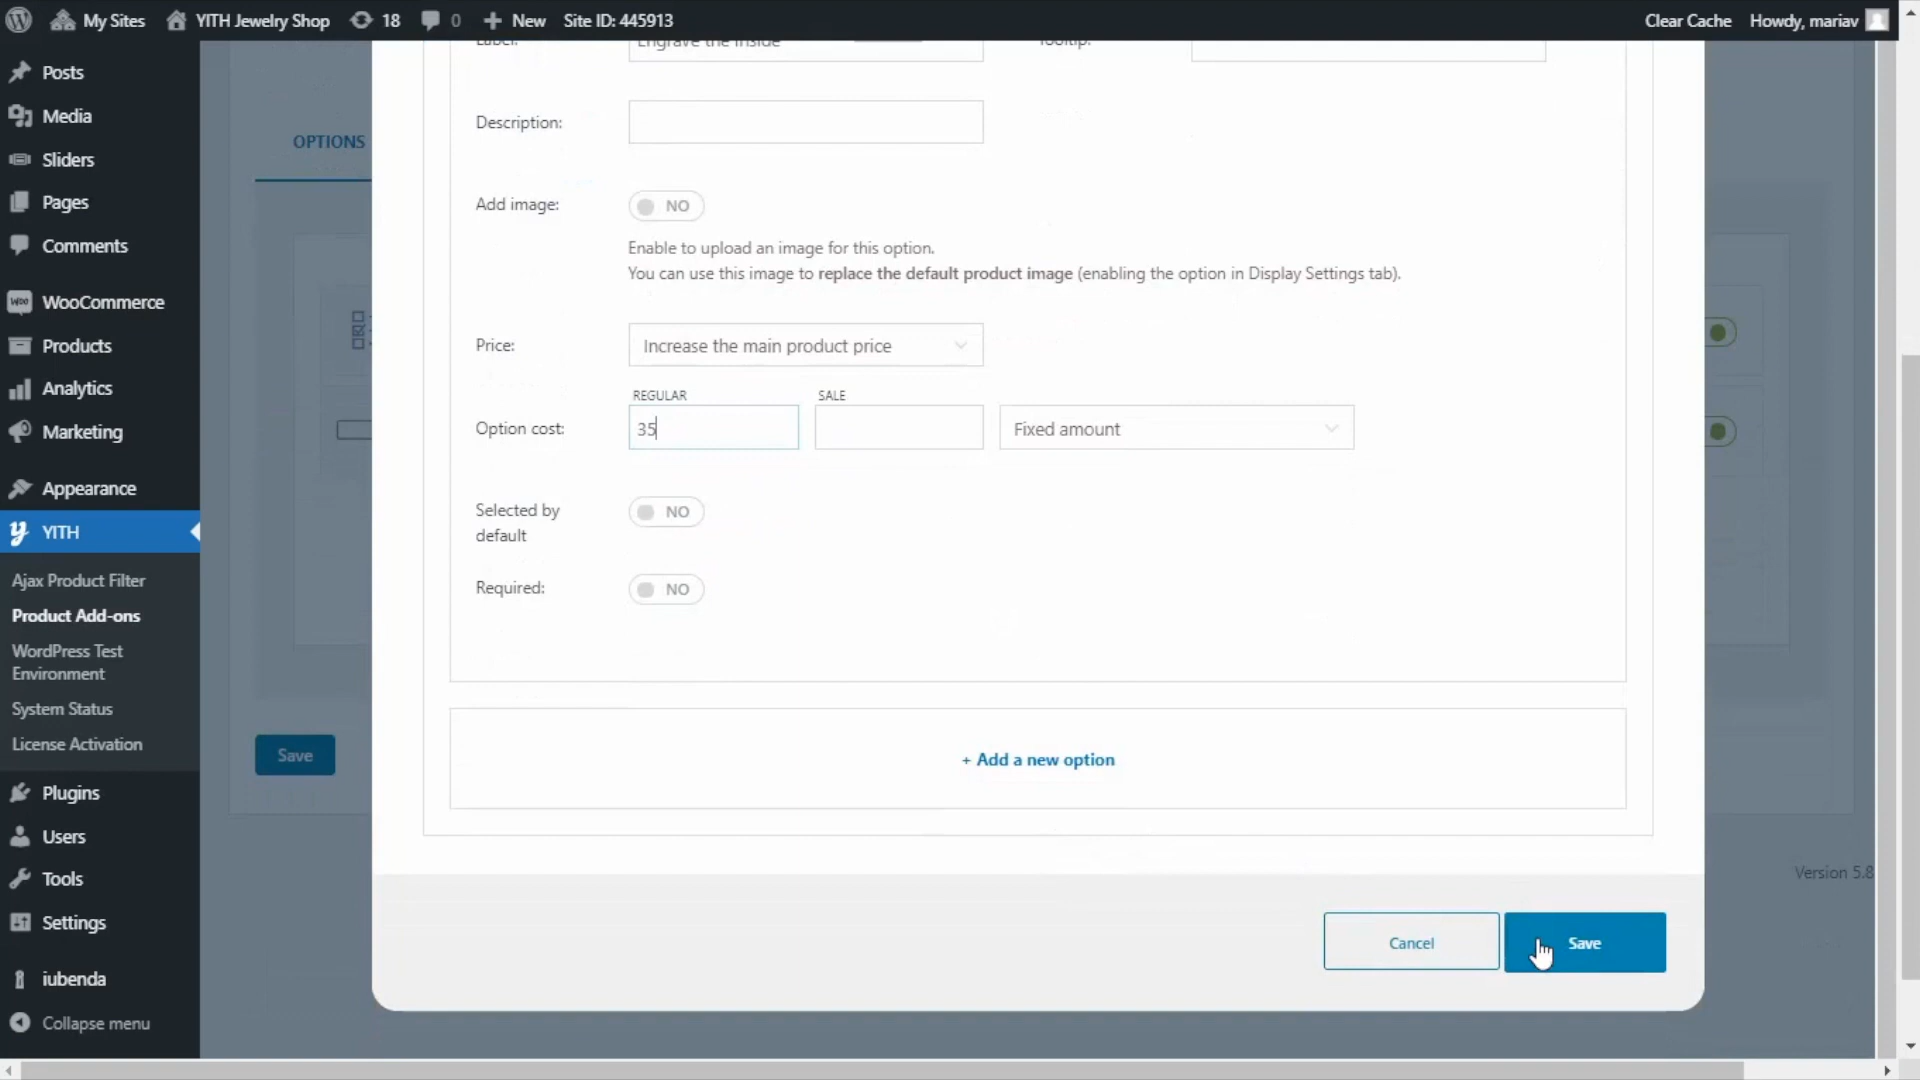 My Sites
YITH Jewelry Shop
18
0
New
Site ID: 445913
Clear Cache
Howdy, mariav
Posts
Media
Sliders
Pages
Comments
WooCommerce
Products
Analytics
Marketing
Appearance
YITH
Ajax Product Filter
Product Add-ons
WordPress Test
Environment
System Status
License Activation
Plugins
Users
Tools
Settings
iubenda
Collapse menu
OPTIONS
Save
Label:
Engrave the inside
Tooltip:
Description:
Add image:
NO
Enable to upload an image for this option.
You can use this image to replace the default product image (enabling the option in Display Settings tab).
Price:
Increase the main product price
REGULAR
SALE
Option cost:
35
Fixed amount
Selected by
default
NO
Required:
NO
+ Add a new option
Cancel
Save
Version 5.8